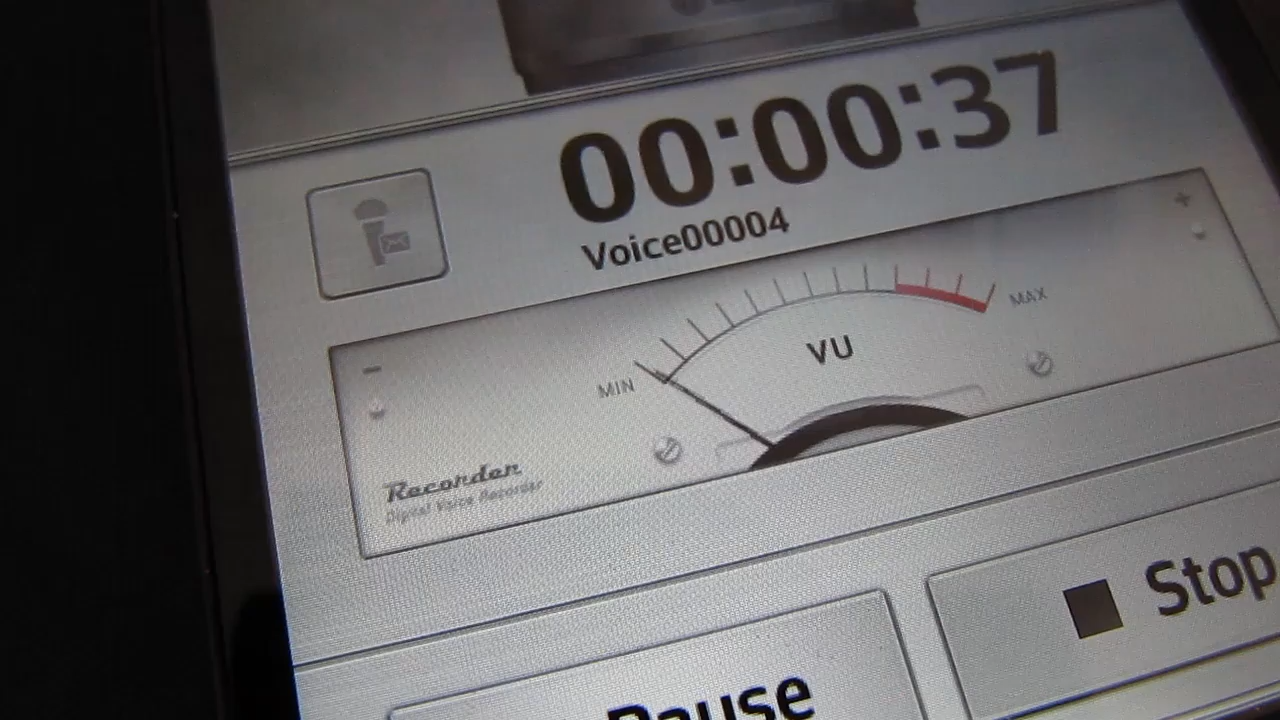 00:00:37
Voice00004
MIN
VU
MAX
Recorder
Digital Voice Recorder
Pause
Stop